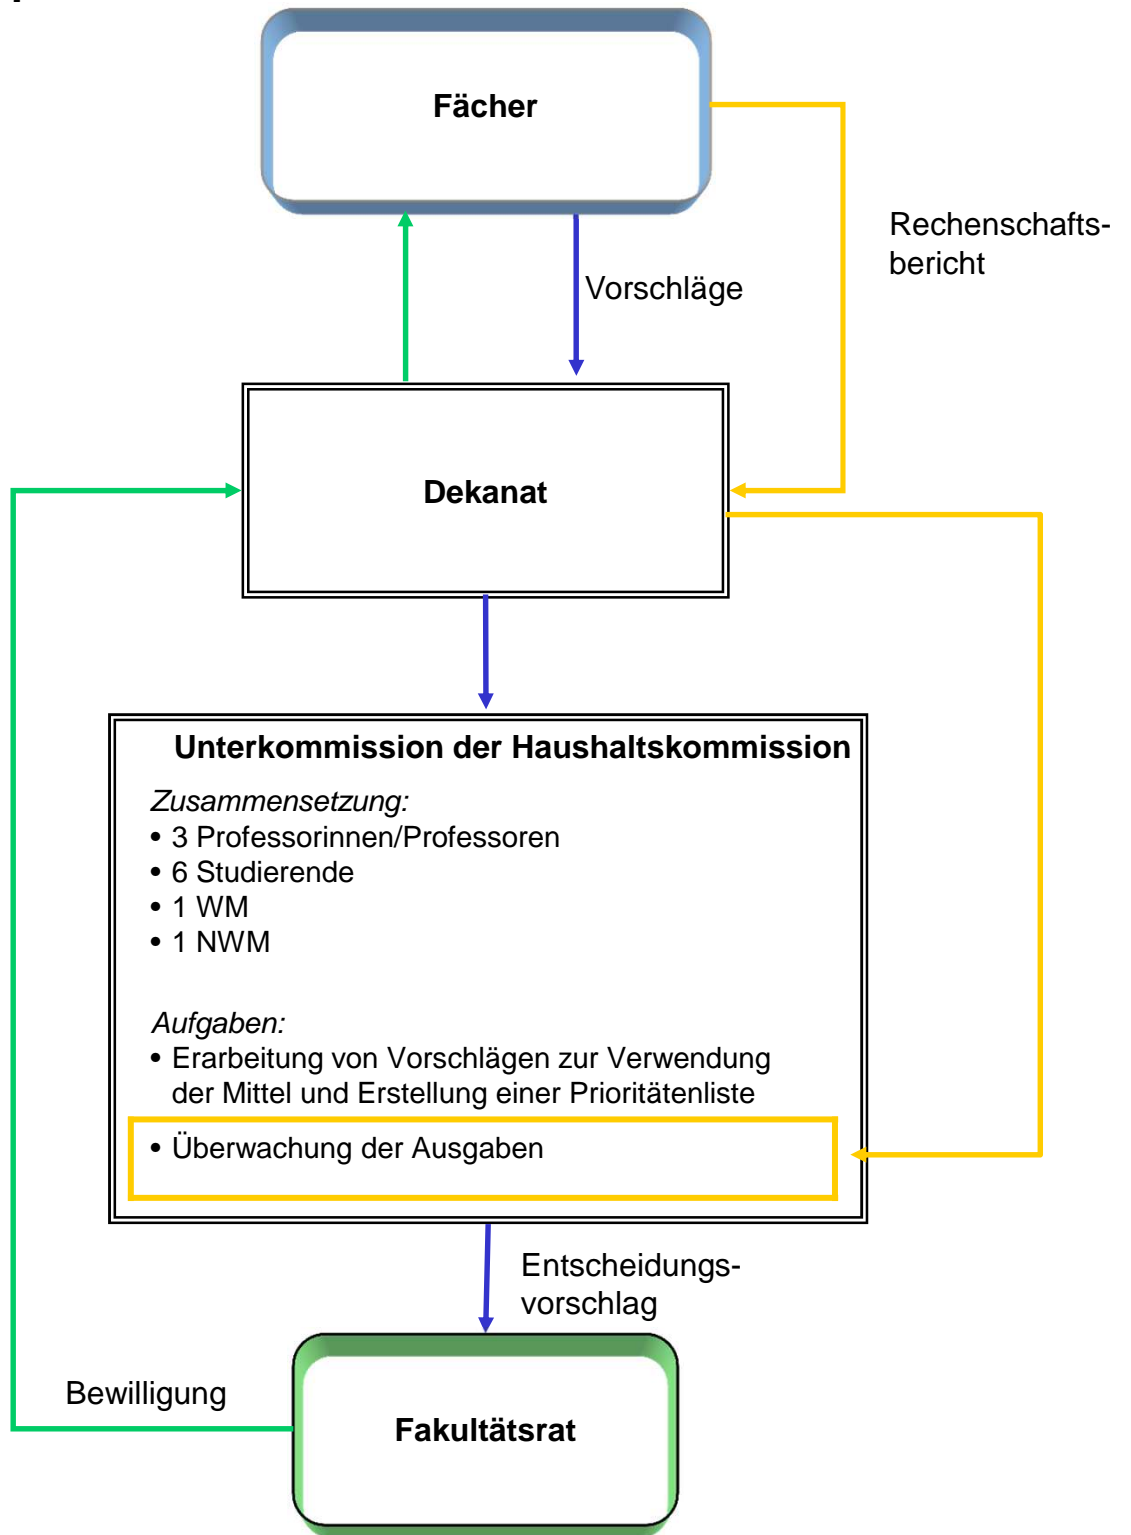 Fächer
Rechenschafts-
bericht
Vorschläge
Dekanat
Unterkommission der Haushaltskommission
Zusammensetzung:
• 3 Professorinnen/Professoren
• 6 Studierende
• 1 WM
• 1 NWM
Aufgaben:
• Erarbeitung von Vorschlägen zur Verwendung
der Mittel und Erstellung einer Prioritätenliste
• Überwachung der Ausgaben
Entscheidungs-
vorschlag
Bewilligung
Fakultätsrat